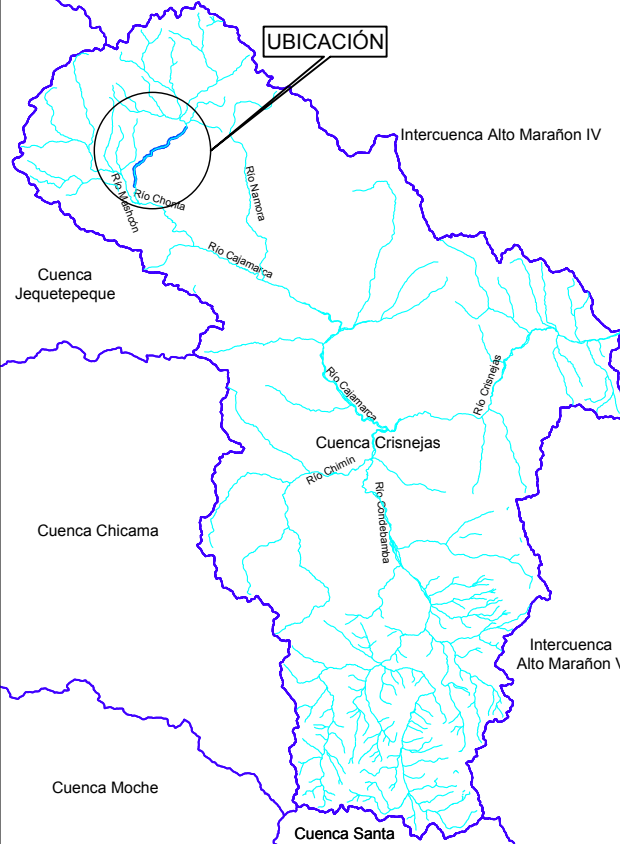 UBICACIÓN
Intercuenca Alto Marañon IV
Río Namora
Río Chonta
Río Mashcón
Río Cajamarca
Cuenca
Jequetepeque
Río Crisnejas
Río Cajamarca
Cuenca Crisnejas
Río Chimín
Río Condebamba
Cuenca Chicama
Intercuenca
Alto Marañon V
Cuenca Moche
Cuenca Santa